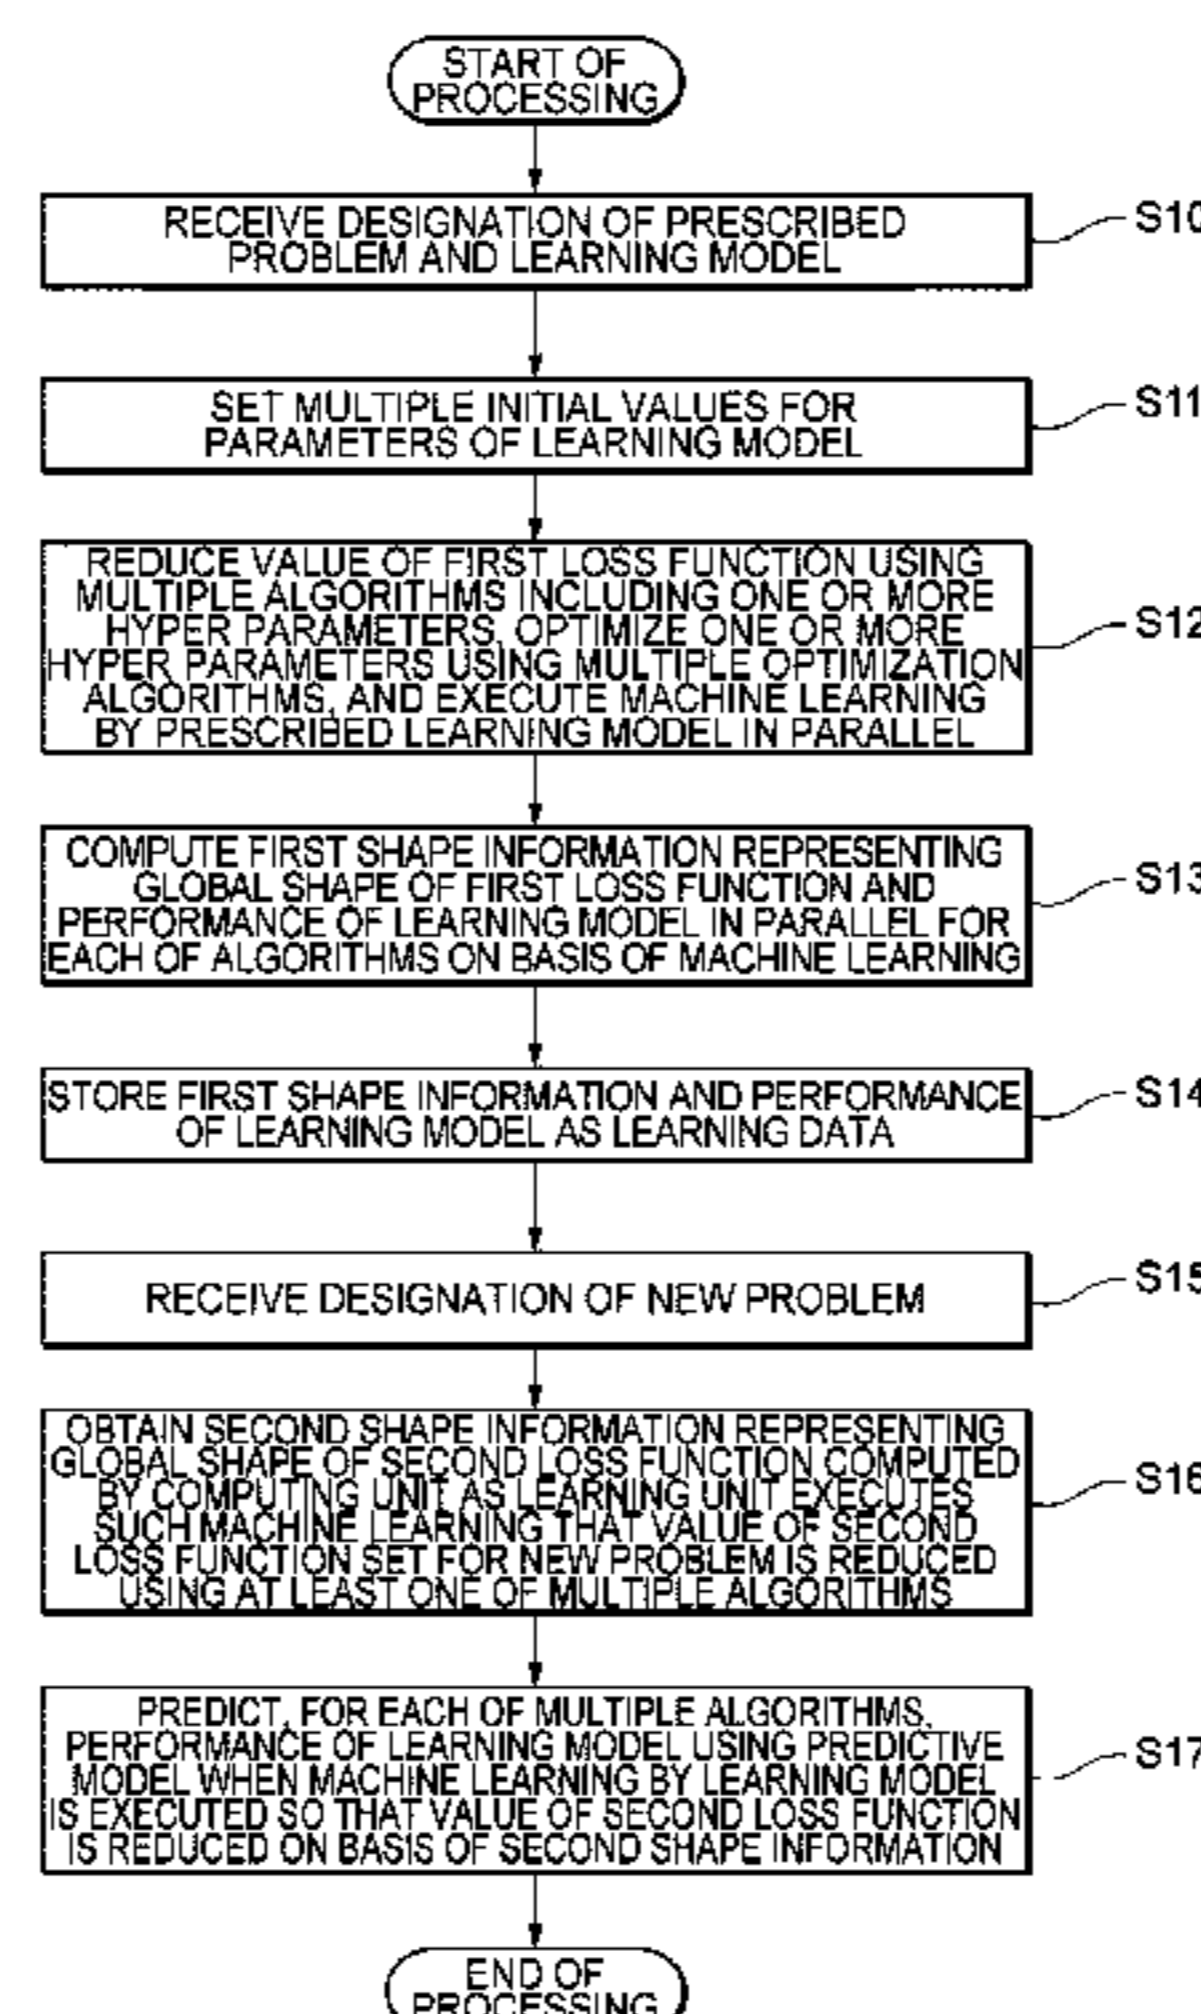 START OF
PROCESSING
RECEIVE DESIGNATION OF PRESCRIBED
PROBLEM AND LEARNING MODEL
S10
SET MULTIPLE INITIAL VALUES FOR
PARAMETERS OF LEARNING MODEL
S11
REDUCE VALUE OF FIRST LOSS FUNCTION USING
MULTIPLE ALGORITHMS INCLUDING ONE OR MORE
HYPER PARAMETERS, OPTIMIZE ONE OR MORE
HYPER PARAMETERS USING MULTIPLE OPTIMIZATION
ALGORITHMS, AND EXECUTE MACHINE LEARNING
BY PRESCRIBED LEARNING MODEL IN PARALLEL
S12
COMPUTE FIRST SHAPE INFORMATION REPRESENTING
GLOBAL SHAPE OF FIRST LOSS FUNCTION AND
PERFORMANCE OF LEARNING MODEL IN PARALLEL FOR
EACH OF ALGORITHMS ON BASIS OF MACHINE LEARNING
S13
STORE FIRST SHAPE INFORMATION AND PERFORMANCE
OF LEARNING MODEL AS LEARNING DATA
S14
RECEIVE DESIGNATION OF NEW PROBLEM
S15
OBTAIN SECOND SHAPE INFORMATION REPRESENTING
GLOBAL SHAPE OF SECOND LOSS FUNCTION COMPUTED
BY COMPUTING UNIT AS LEARNING UNIT EXECUTES
SUCH MACHINE LEARNING THAT VALUE OF SECOND
LOSS FUNCTION SET FOR NEW PROBLEM IS REDUCED
USING AT LEAST ONE OF MULTIPLE ALGORITHMS
S16
PREDICT, FOR EACH OF MULTIPLE ALGORITHMS,
PERFORMANCE OF LEARNING MODEL USING PREDICTIVE
MODEL WHEN MACHINE LEARNING BY LEARNING MODEL
IS EXECUTED SO THAT VALUE OF SECOND LOSS FUNCTION
IS REDUCED ON BASIS OF SECOND SHAPE INFORMATION
S17
END OF
PROCESSING